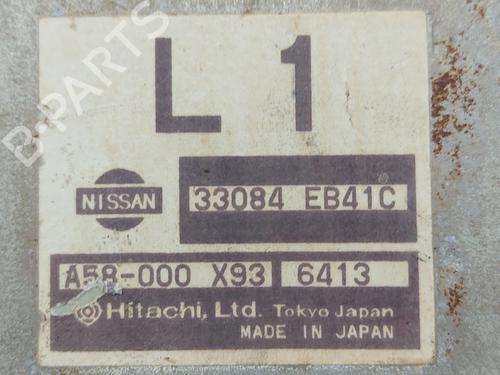 B-PARTS
L 1
NISSAN
33084 EB41C
A58-000 X93 6413
Hitachi, Ltd. Tokyo Japan
MADE IN JAPAN